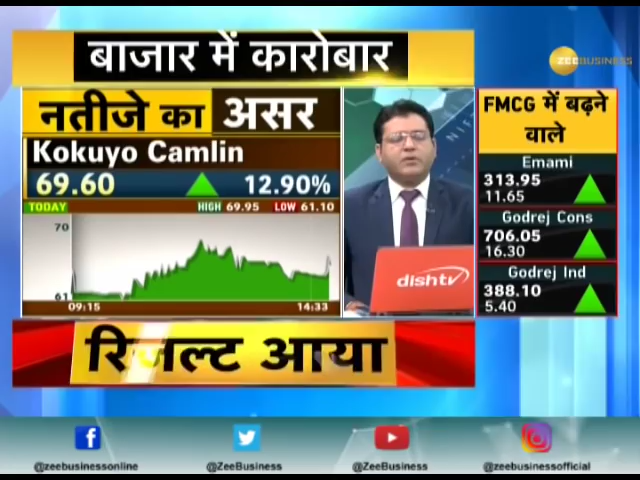 बाजार में कारोबार
ZEEBUSINESS
नतीजे का असर
Kokuyo Camlin
69.60 12.90%
TODAY HIGH 69.95 LOW 61.10
70
61
09:15 14:33
NIFT
dishtv
FMCG में बढ़ने
वाले
Emami
313.95
11.65
Godrej Cons
706.05
16.30
Godrej Ind
388.10
5.40
रिजल्ट आया
@zeebusinessonline @ZeeBusiness @ZeeBusiness @zeebusinessofficial